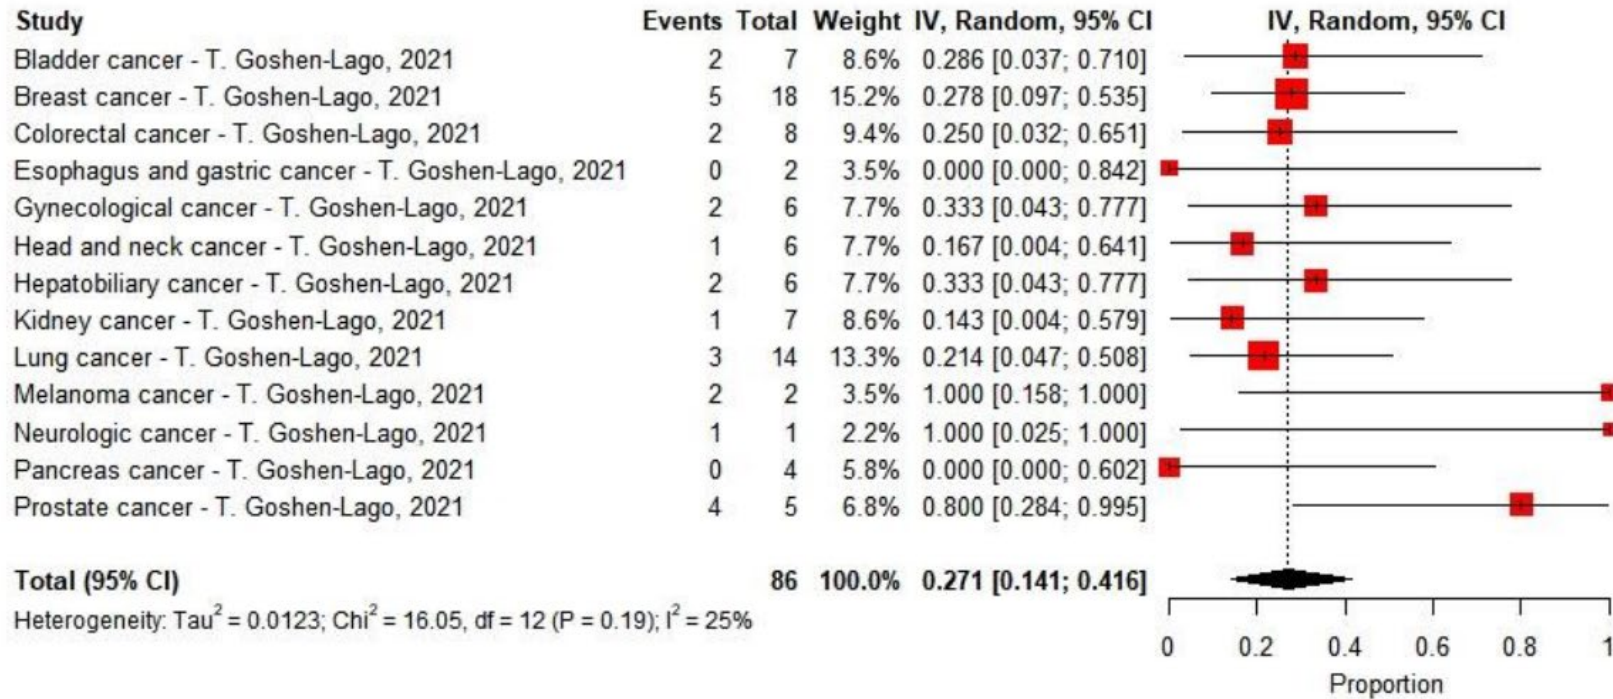 Study Events Total Weight IV, Random, 95% CI IV, Random, 95% CI
Bladder cancer - T. Goshen-Lago, 2021 2 7 8.6% 0.286 [0.037; 0.710]
Breast cancer - T. Goshen-Lago, 2021 5 18 15.2% 0.278 [0.097; 0.535]
Colorectal cancer - T. Goshen-Lago, 2021 2 8 9.4% 0.250 [0.032; 0.651]
Esophagus and gastric cancer - T. Goshen-Lago, 2021 0 2 3.5% 0.000 [0.000; 0.842]
Gynecological cancer - T. Goshen-Lago, 2021 2 6 7.7% 0.333 [0.043; 0.777]
Head and neck cancer - T. Goshen-Lago, 2021 1 6 7.7% 0.167 [0.004; 0.641]
Hepatobiliary cancer - T. Goshen-Lago, 2021 2 6 7.7% 0.333 [0.043; 0.777]
Kidney cancer - T. Goshen-Lago, 2021 1 7 8.6% 0.143 [0.004; 0.579]
Lung cancer - T. Goshen-Lago, 2021 3 14 13.3% 0.214 [0.047; 0.508]
Melanoma cancer - T. Goshen-Lago, 2021 2 2 3.5% 1.000 [0.158; 1.000]
Neurologic cancer - T. Goshen-Lago, 2021 1 1 2.2% 1.000 [0.025; 1.000]
Pancreas cancer - T. Goshen-Lago, 2021 0 4 5.8% 0.000 [0.000; 0.602]
Prostate cancer - T. Goshen-Lago, 2021 4 5 6.8% 0.800 [0.284; 0.995]
Total (95% CI) 86 100.0% 0.271 [0.141; 0.416]
Heterogeneity: Tau² = 0.0123; Chi² = 16.05, df = 12 (P = 0.19); I² = 25%
0 0.2 0.4 0.6 0.8 1
Proportion